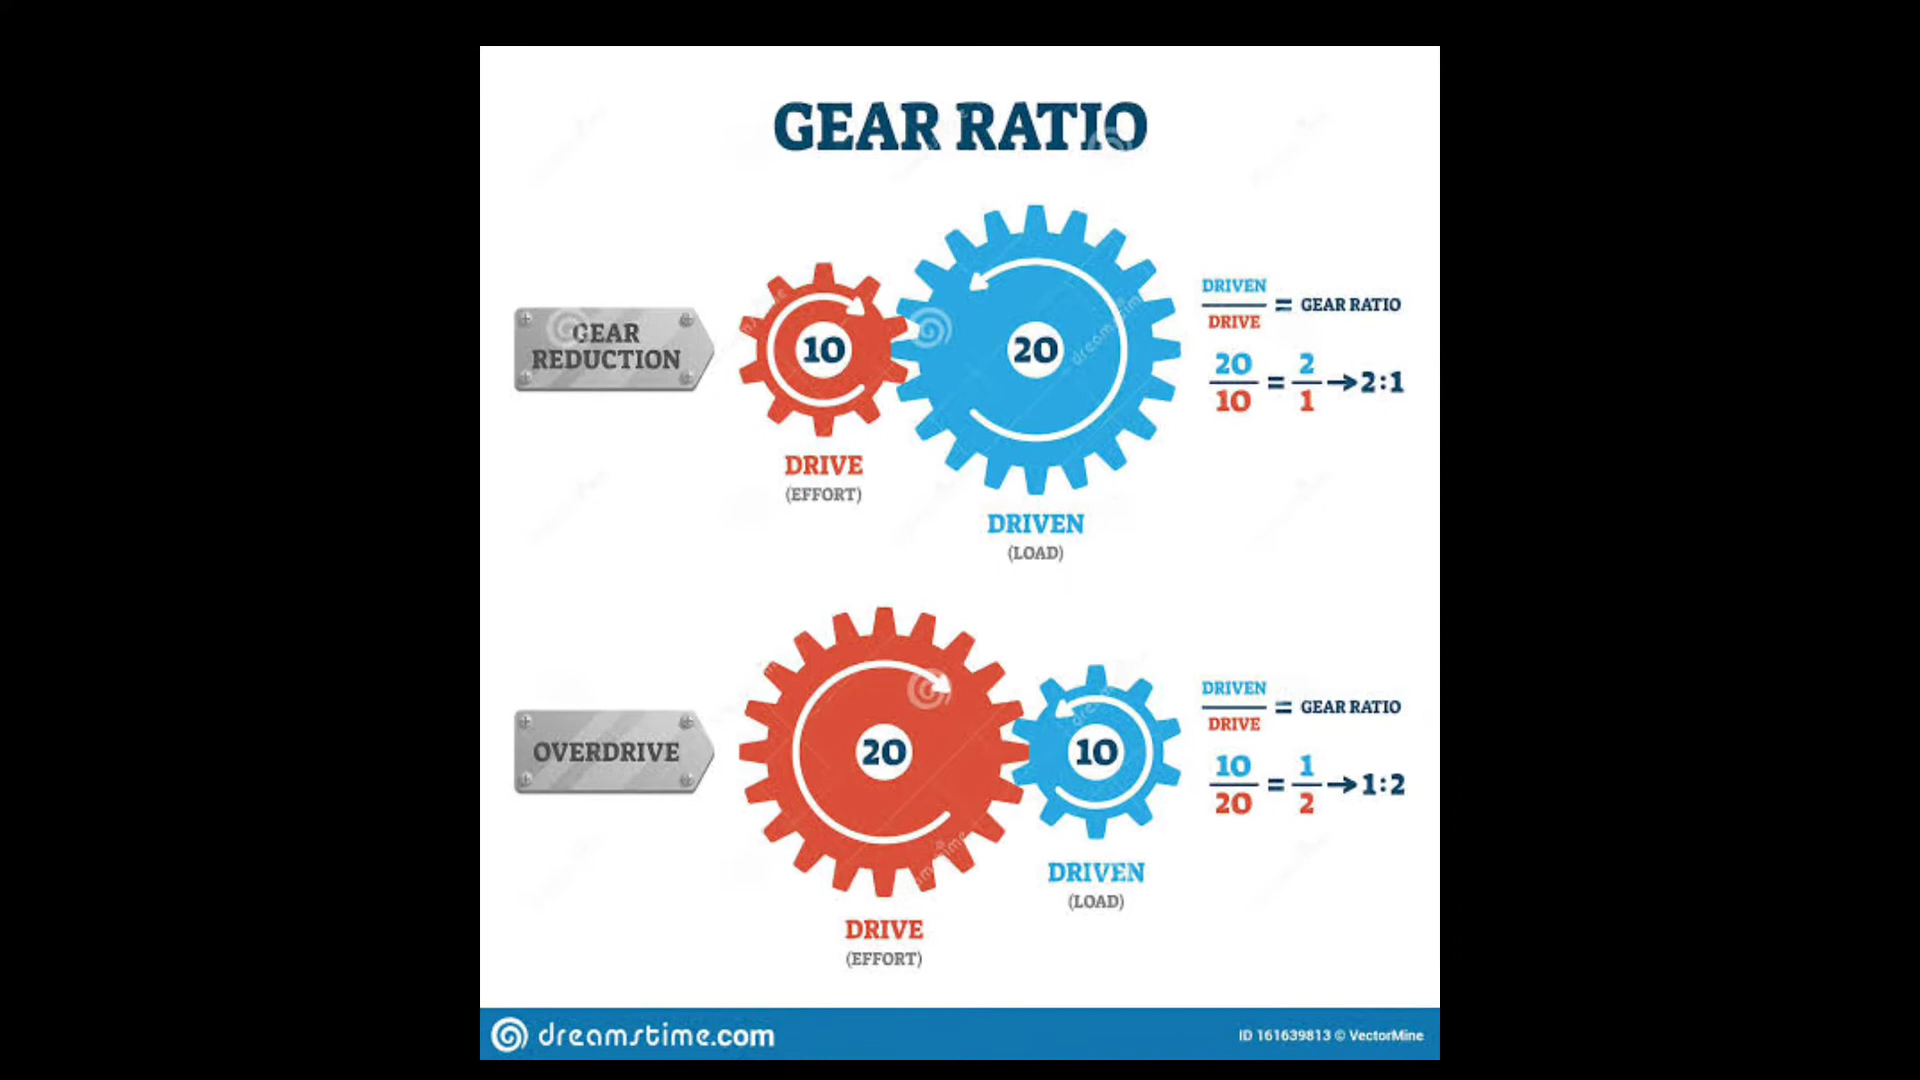 GEAR RATIO
GEAR
REDUCTION
10
20
DRIVE
(EFFORT)
DRIVEN
(LOAD)
DRIVEN
DRIVE
= GEAR RATIO
20
10
=
2
1
→2:1
OVERDRIVE
20
10
DRIVE
(EFFORT)
DRIVEN
(LOAD)
DRIVEN
DRIVE
= GEAR RATIO
10
20
=
1
2
→1:2
dreamstime.com
ID 161639813 © VectorMine